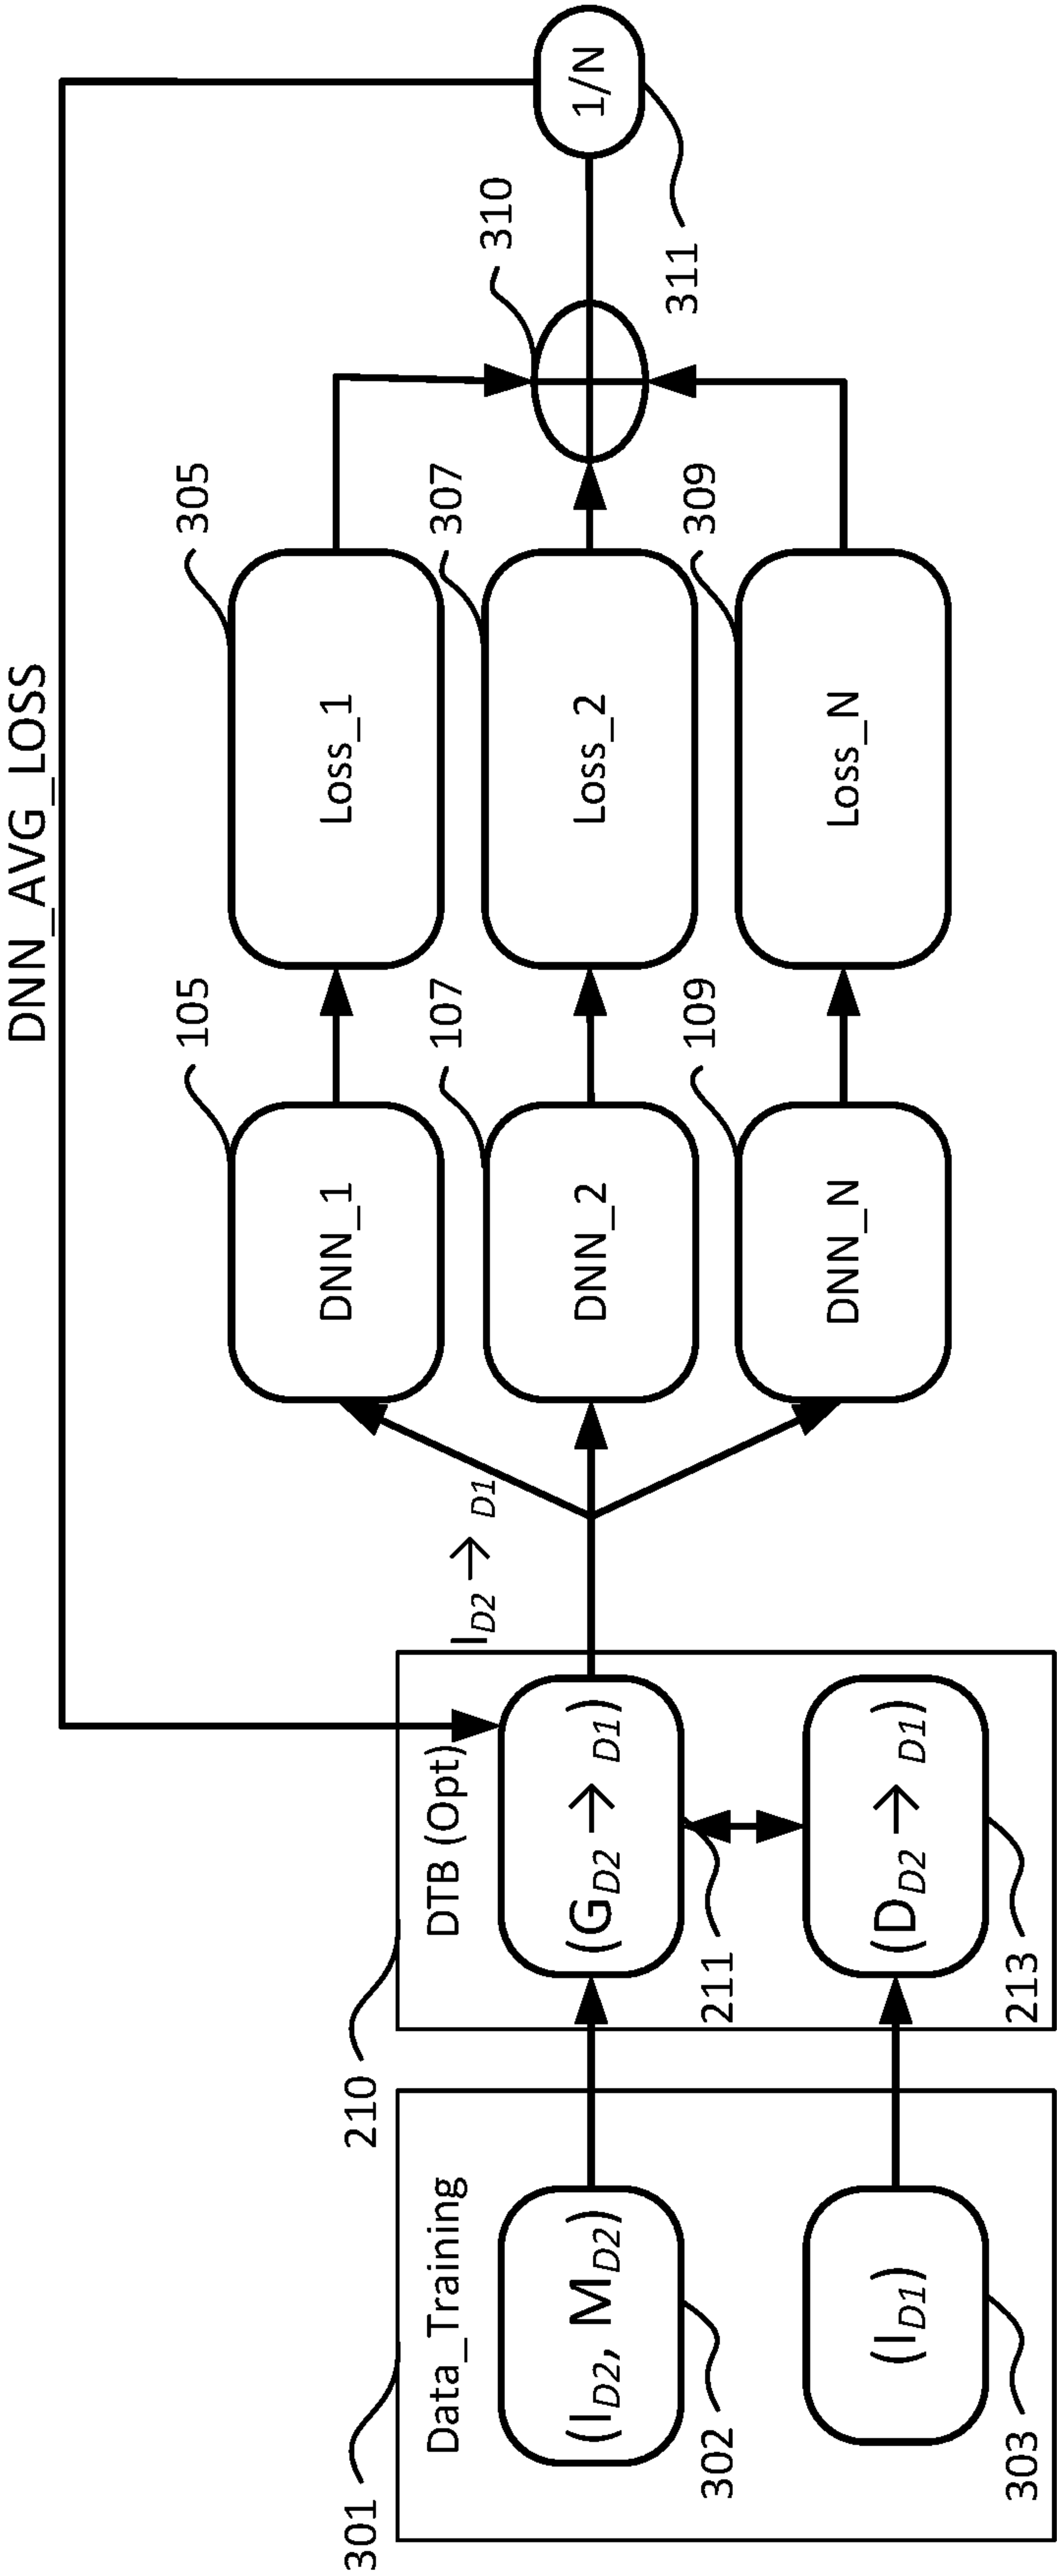 DNN_AVG_LOSS
301
Data_Training
(I_D2, M_D2)
302
(I_D1)
303
210
DTB (Opt)
(G_D2 → D1)
211
(D_D2 → D1)
213
I_D2 → D1
105
DNN_1
107
DNN_2
109
DNN_N
305
Loss_1
307
Loss_2
309
Loss_N
310
1/N
311